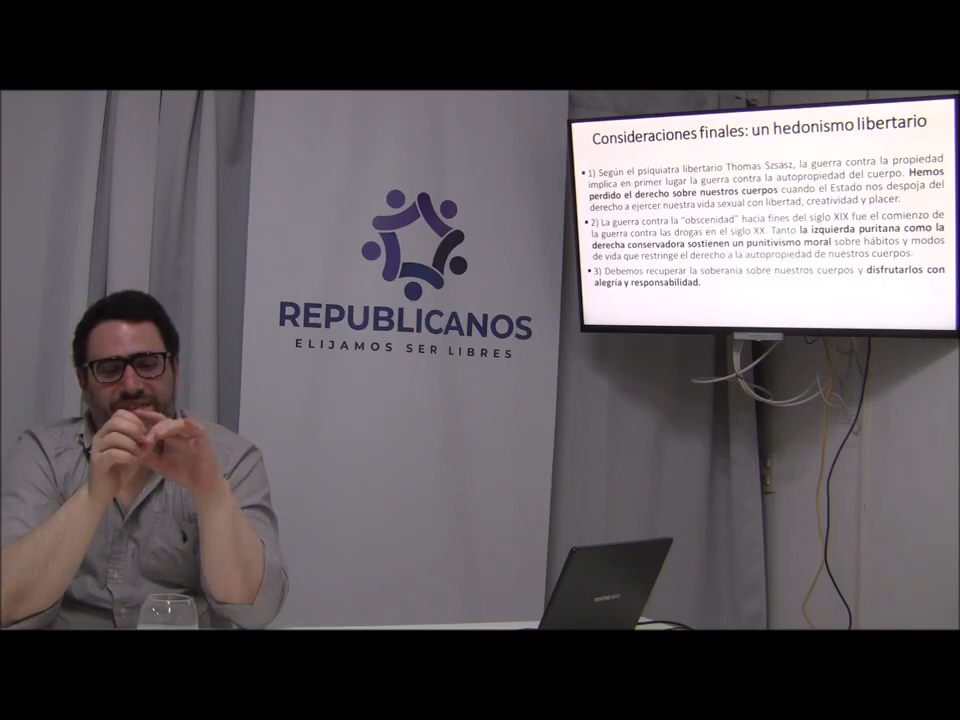 Consideraciones finales: un hedonismo libertario
• 1) Según el psiquiatra libertario Thomas Szsasz, la guerra contra la propiedad
implica en primer lugar la guerra contra la autopropiedad del cuerpo. Hemos
perdido el derecho sobre nuestros cuerpos cuando el Estado nos despoja del
derecho a ejercer nuestra vida sexual con libertad, creatividad y placer.
• 2) La guerra contra la "obscenidad" hacia fines del siglo XIX fue el comienzo de
la guerra contra las drogas en el siglo XX. Tanto la izquierda puritana como la
derecha conservadora sostienen un punitivismo moral sobre hábitos y modos
de vida que restringe el derecho a la autopropiedad de nuestros cuerpos.
• 3) Debemos recuperar la soberania sobre nuestros cuerpos y disfrutarlos con
alegria y responsabilidad.
REPUBLICANOS
ELIJAMOS SER LIBRES